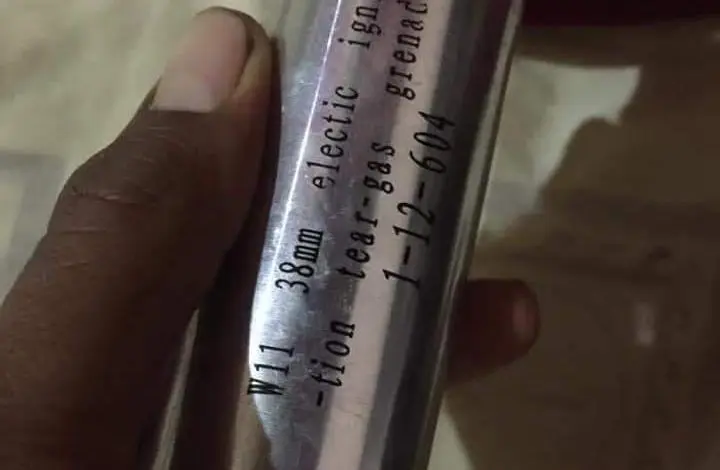 W11 38mm electic ign
-tion tear-gas grenad
1-12-604